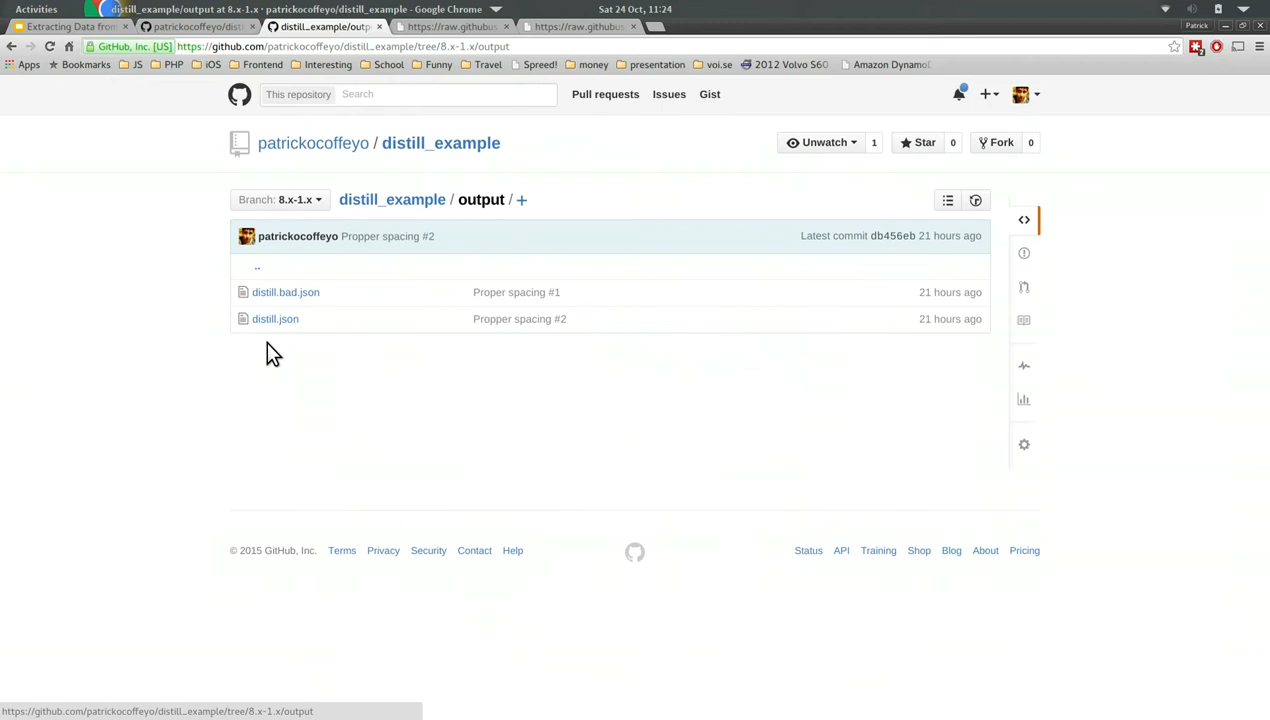 Activities
distill_example/output at 8.x-1.x · patrickocoffeyo/distill_example - Google Chrome
Sat 24 Oct, 11:24
Extracting Data from
patrickocoffeyo/disti
distill_example/outp
https://raw.githubus
https://raw.githubus
Patrick
GitHub, Inc. [US]
https://github.com/patrickocoffeyo/distill_example/tree/8.x-1.x/output
Apps
Bookmarks
JS
PHP
iOS
Frontend
Interesting
School
Funny
Travel
Spreed!
money
presentation
voi.se
2012 Volvo S60
Amazon Dynamo
This repository
Search
Pull requests
Issues
Gist
patrickocoffeyo / distill_example
Unwatch 1
Star 0
Fork 0
Branch: 8.x-1.x
distill_example / output / +
patrickocoffeyo Propper spacing #2
Latest commit db456eb 21 hours ago
..
distill.bad.json Proper spacing #1 21 hours ago
distill.json Propper spacing #2 21 hours ago
© 2015 GitHub, Inc. Terms Privacy Security Contact Help
Status API Training Shop Blog About Pricing
https://github.com/patrickocoffeyo/distill_example/tree/8.x-1.x/output